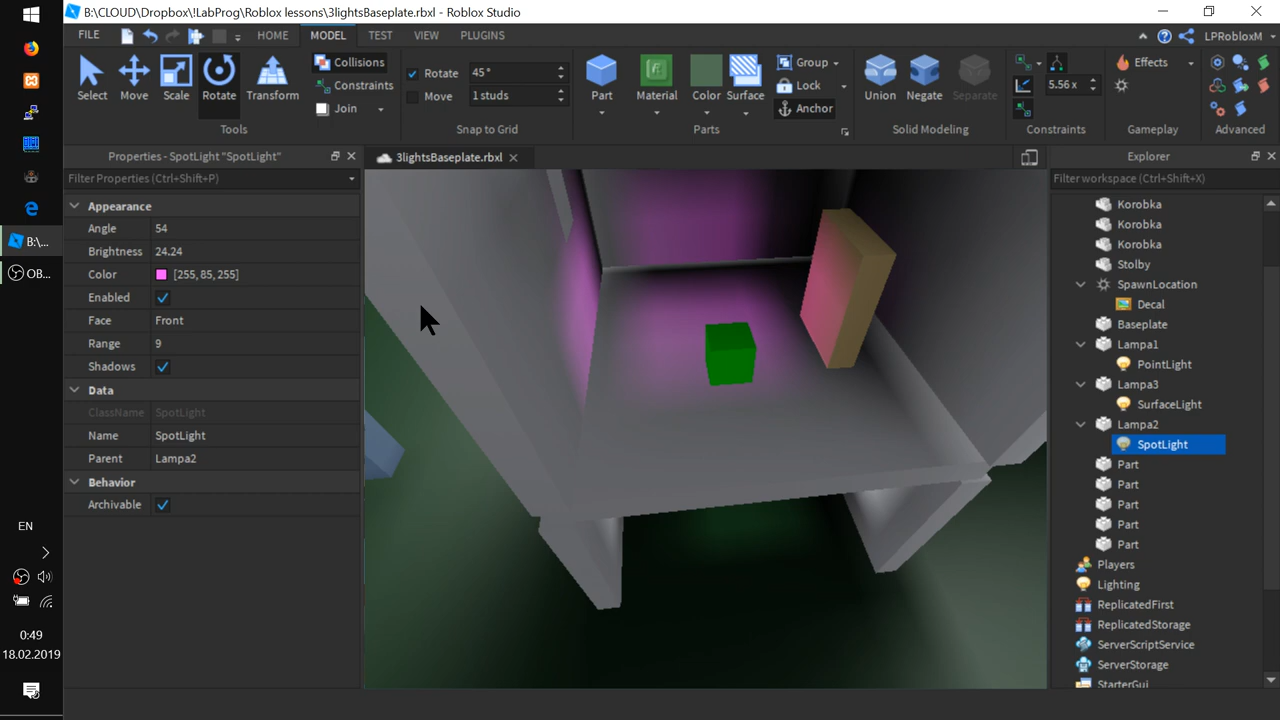 B:\CLOUD\Dropbox\!LabProg\Roblox lessons\3lightsBaseplate.rbxl - Roblox Studio
FILE HOME MODEL TEST VIEW PLUGINS LPRobloxM
Select Move Scale Rotate Transform
Collisions
Constraints
Join
Tools
Rotate 45°
Move 1 studs
Snap to Grid
Part Material Color Surface
Group
Lock
Anchor
Parts
Union Negate Separate
Solid Modeling
5.56 x
Constraints
Effects
Gameplay
Advanced
Properties - SpotLight "SpotLight"
Filter Properties (Ctrl+Shift+P)
Appearance
Angle 54
Brightness 24.24
Color [255, 85, 255]
Enabled
Face Front
Range 9
Shadows
Data
ClassName SpotLight
Name SpotLight
Parent Lampa2
Behavior
Archivable
3lightsBaseplate.rbxl
Explorer
Filter workspace (Ctrl+Shift+X)
Korobka
Korobka
Korobka
Stolby
SpawnLocation
Decal
Baseplate
Lampa1
PointLight
Lampa3
SurfaceLight
Lampa2
SpotLight
Part
Part
Part
Part
Part
Players
Lighting
ReplicatedFirst
ReplicatedStorage
ServerScriptService
ServerStorage
StarterGui
B:\...
OB...
EN
0:49
18.02.2019